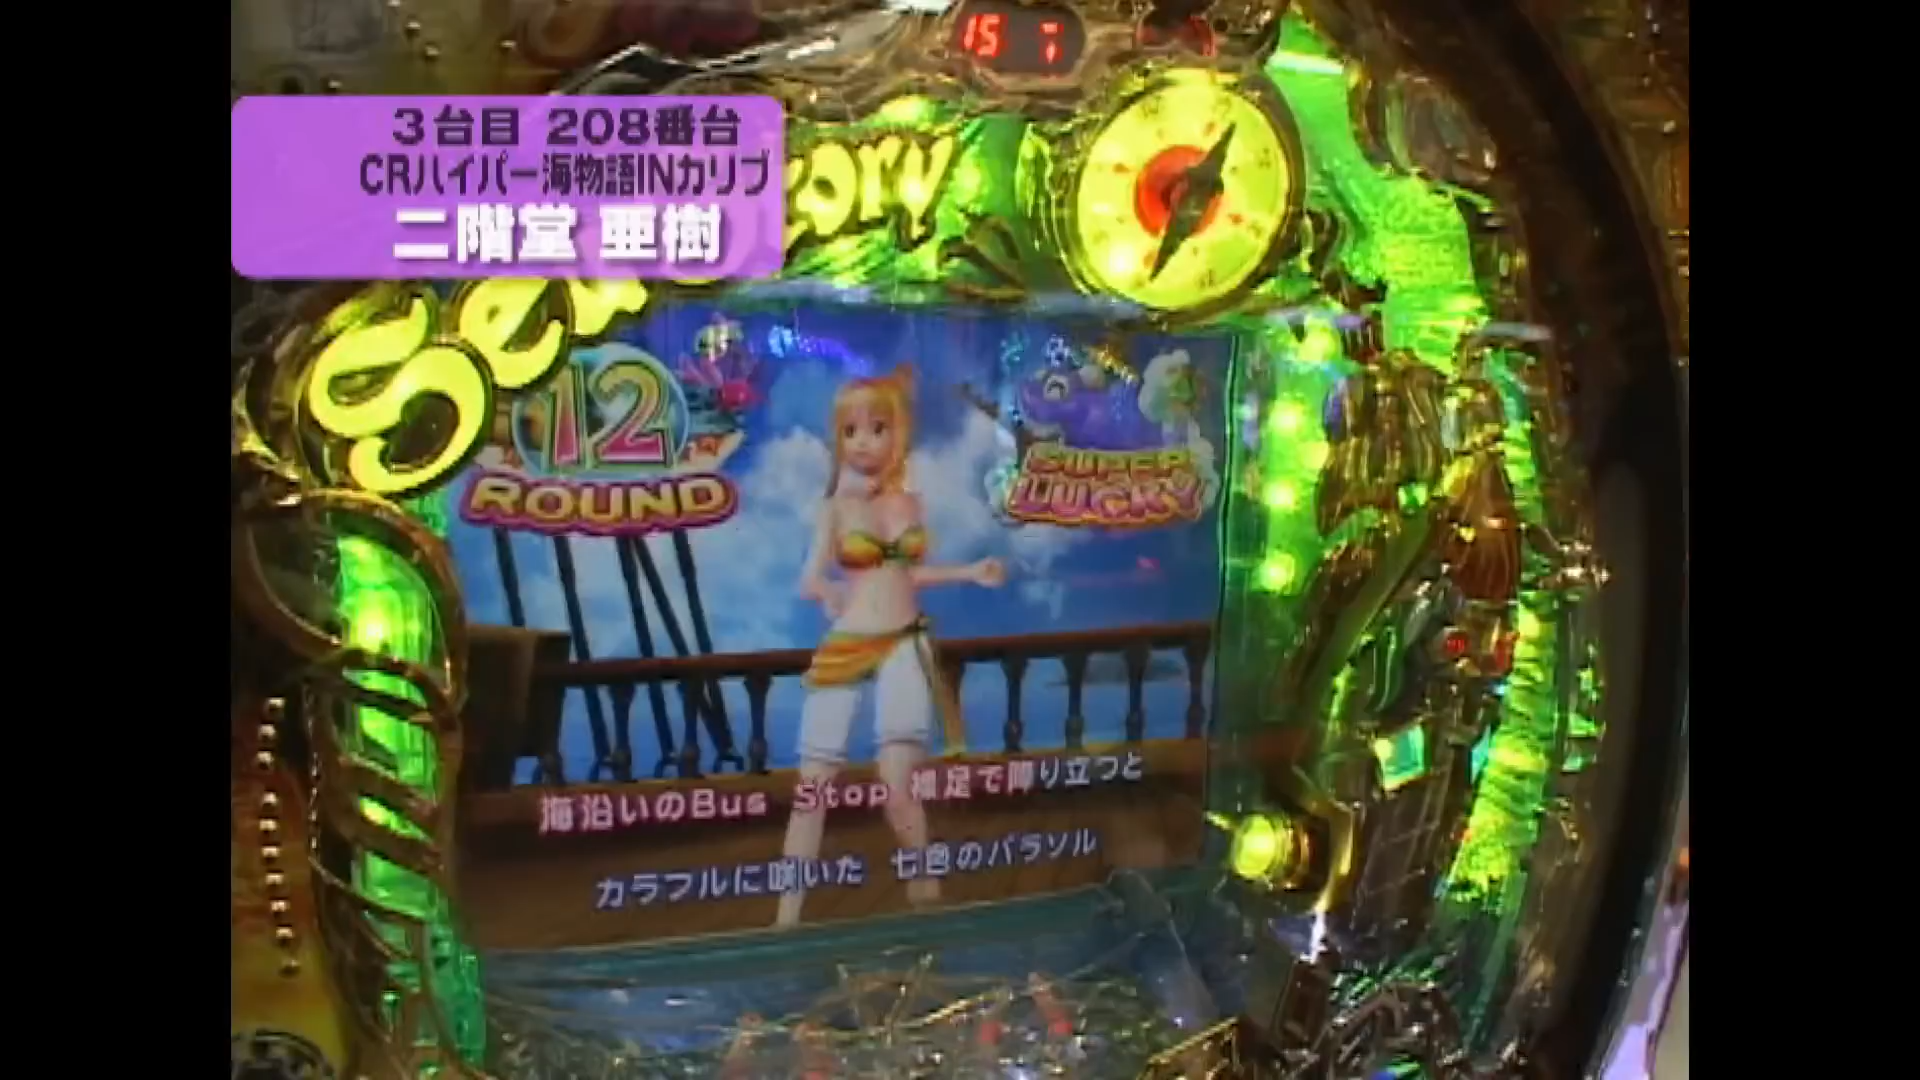 15
3台目 208番台
CRハイパー海物語INカリブ
二階堂 亜樹
Sea Story
12
ROUND
SUPER
LUCKY
海沿いのBus Stop 裸足で降り立つと
カラフルに咲いた 七色のパラソル